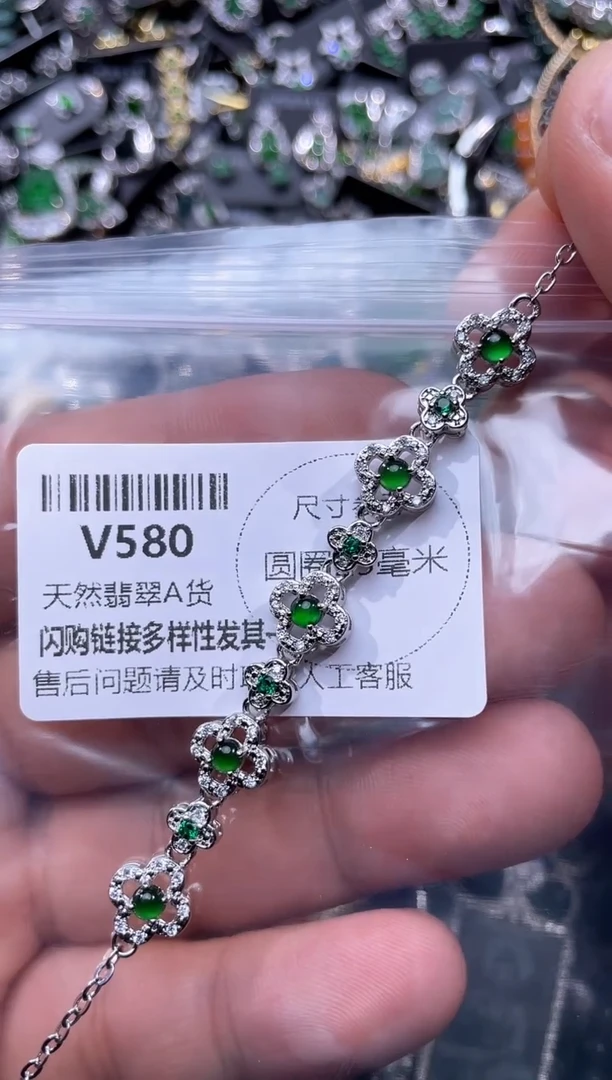 V580
尺寸
圆圈 毫米
天然翡翠A货
闪购链接多样性发其一
售后问题请及时 人工客服